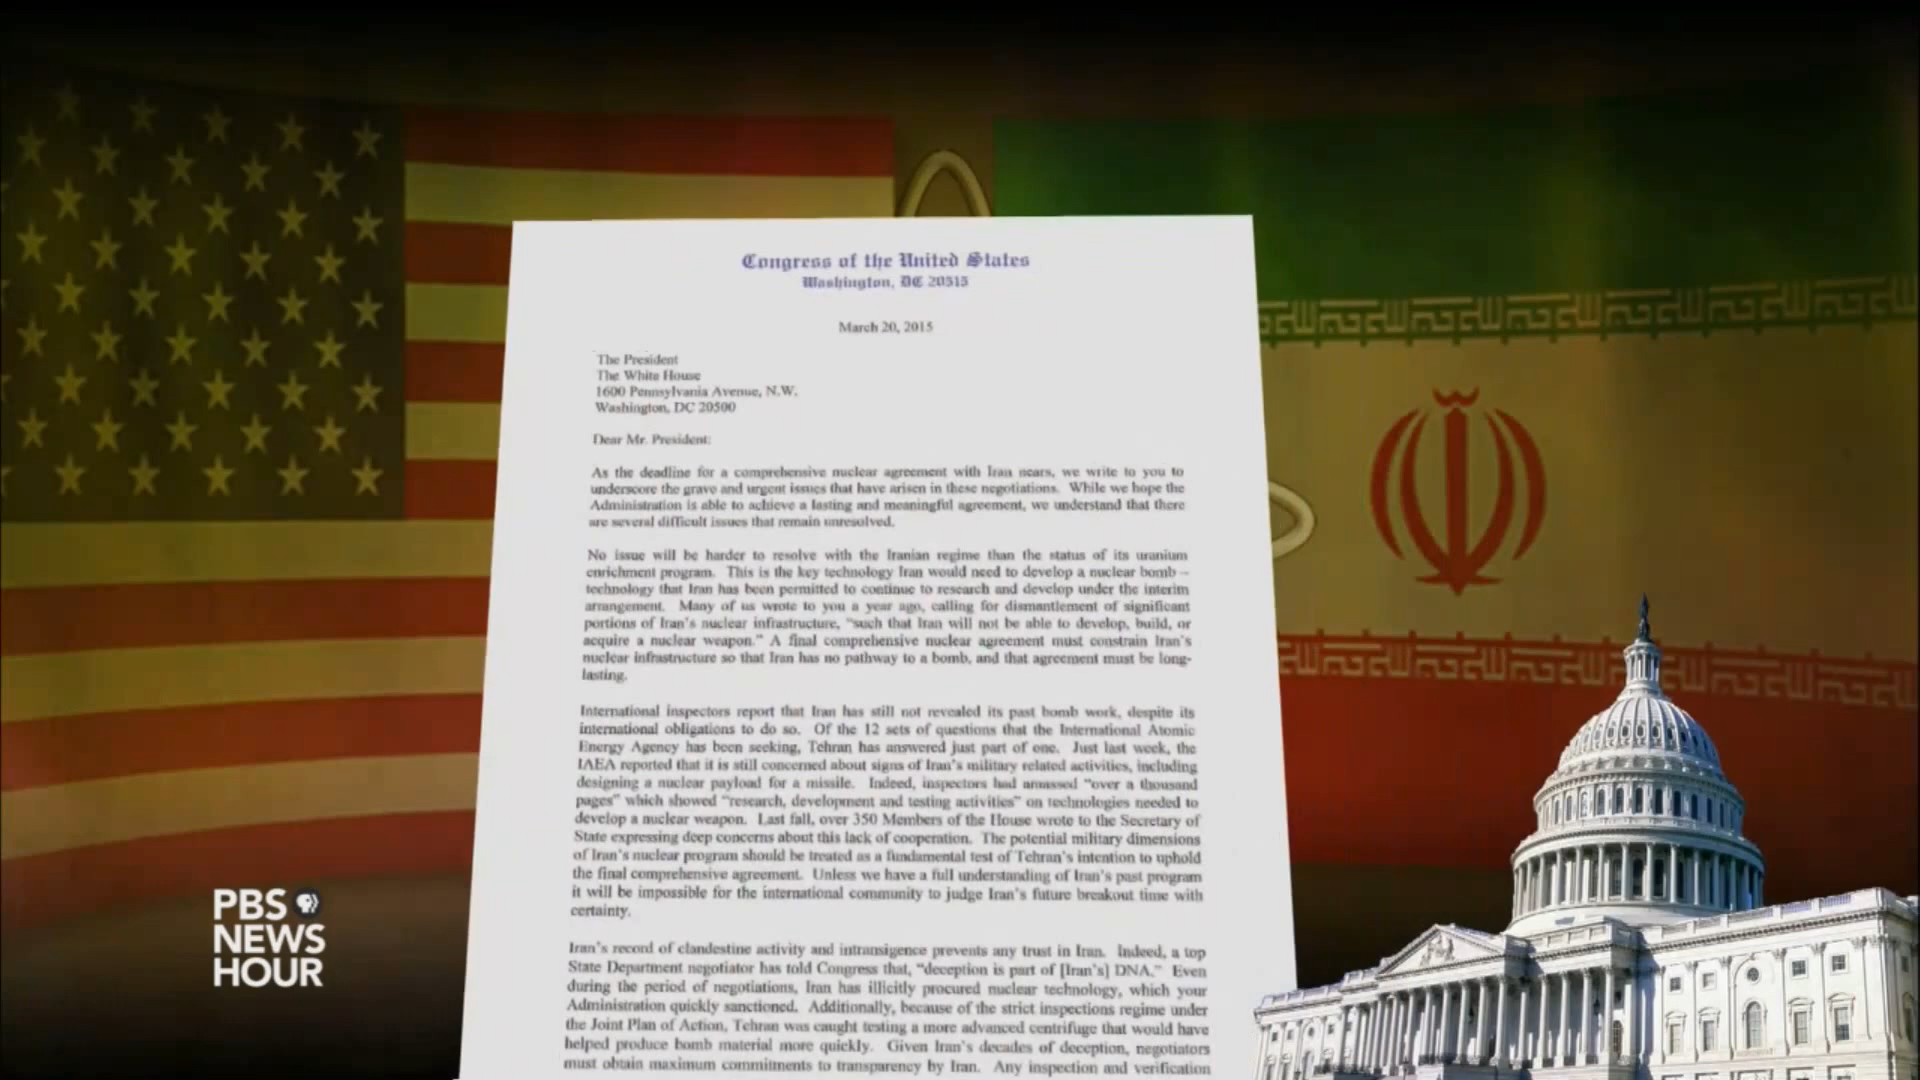 Congress of the United States
Washington, DC 20515
March 20, 2015
The President
The White House
1600 Pennsylvania Avenue, N.W.
Washington, DC 20500
Dear Mr. President:
As the deadline for a comprehensive nuclear agreement with Iran nears, we write to you to
underscore the grave and urgent issues that have arisen in these negotiations. While we hope the
Administration is able to achieve a lasting and meaningful agreement, we understand that there
are several difficult issues that remain unresolved.
No issue will be harder to resolve with the Iranian regime than the status of its uranium
enrichment program. This is the key technology Iran would need to develop a nuclear bomb –
technology that Iran has been permitted to continue to research and develop under the interim
arrangement. Many of us wrote to you a year ago, calling for dismantlement of significant
portions of Iran's nuclear infrastructure, "such that Iran will not be able to develop, build, or
acquire a nuclear weapon." A final comprehensive nuclear agreement must constrain Iran's
nuclear infrastructure so that Iran has no pathway to a bomb, and that agreement must be long-
lasting.
International inspectors report that Iran has still not revealed its past bomb work, despite its
international obligations to do so. Of the 12 sets of questions that the International Atomic
Energy Agency has been seeking, Tehran has answered just part of one. Just last week, the
IAEA reported that it is still concerned about signs of Iran's military related activities, including
designing a nuclear payload for a missile. Indeed, inspectors had amassed "over a thousand
pages" which showed "research, development and testing activities" on technologies needed to
develop a nuclear weapon. Last fall, over 350 Members of the House wrote to the Secretary of
State expressing deep concerns about this lack of cooperation. The potential military dimensions
of Iran's nuclear program should be treated as a fundamental test of Tehran's intention to uphold
the final comprehensive agreement. Unless we have a full understanding of Iran's past program
it will be impossible for the international community to judge Iran's future breakout time with
certainty.
Iran's record of clandestine activity and intransigence prevents any trust in Iran. Indeed, a top
State Department negotiator has told Congress that, "deception is part of [Iran's] DNA." Even
during the period of negotiations, Iran has illicitly procured nuclear technology, which your
Administration quickly sanctioned. Additionally, because of the strict inspections regime under
the Joint Plan of Action, Tehran was caught testing a more advanced centrifuge that would have
helped produce bomb material more quickly. Given Iran's decades of deception, negotiators
must obtain maximum commitments to transparency by Iran. Any inspection and verification
PBS
NEWS
HOUR